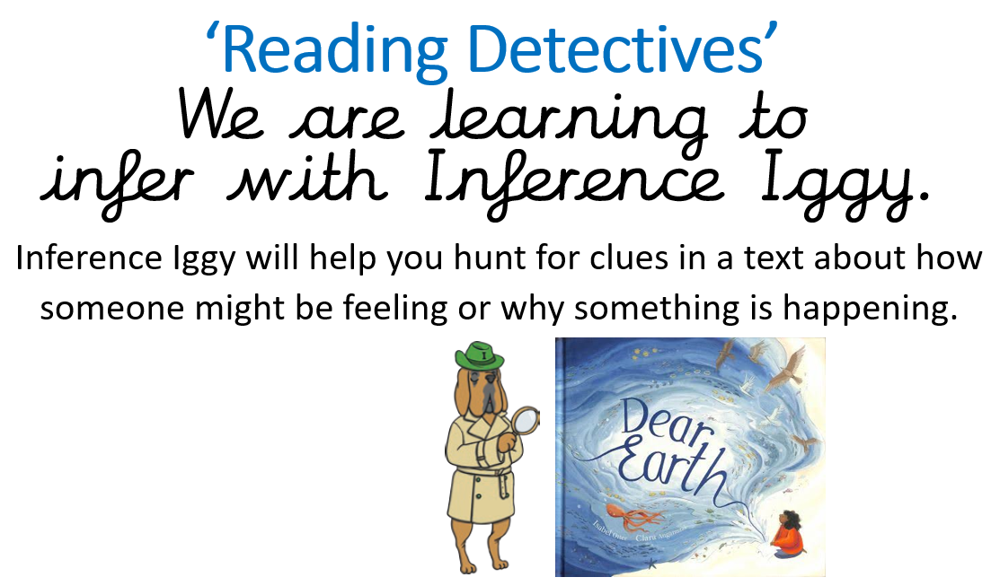 ‘Reading Detectives’
We are learning to
infer with Inference Iggy.
Inference Iggy will help you hunt for clues in a text about how
someone might be feeling or why something is happening.
I
Dear
Earth
Isabel Otter Clara Anganuzzi